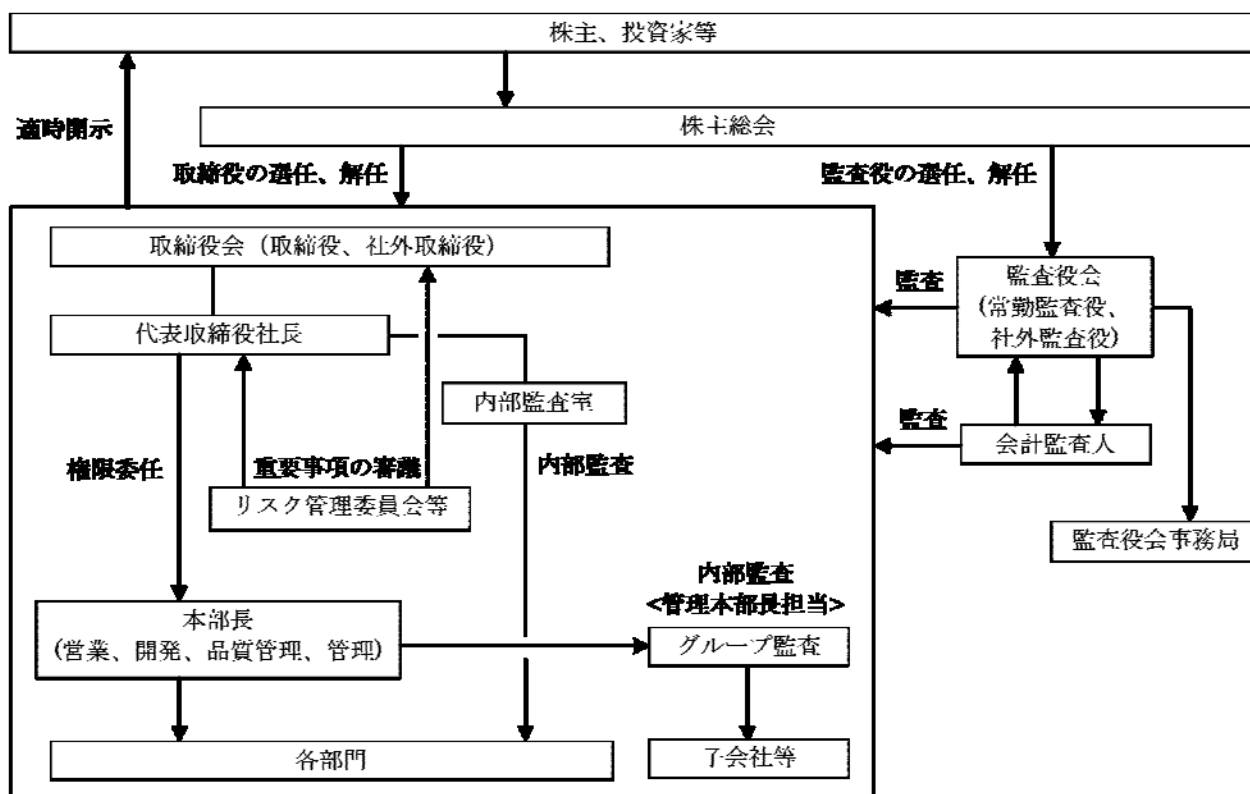 株主、投資家等
適時開示
株主総会
取締役の選任、解任
監査役の選任、解任
取締役会（取締役、社外取締役）
監査役会
(常勤監査役、
社外監査役)
監査
代表取締役社長
内部監査室
監査
会計監査人
権限委任
重要事項の審議
内部監査
リスク管理委員会等
監査役会事務局
内部監査
<管理本部長担当>
本部長
(営業、開発、品質管理、管理)
グループ監査
各部門
子会社等